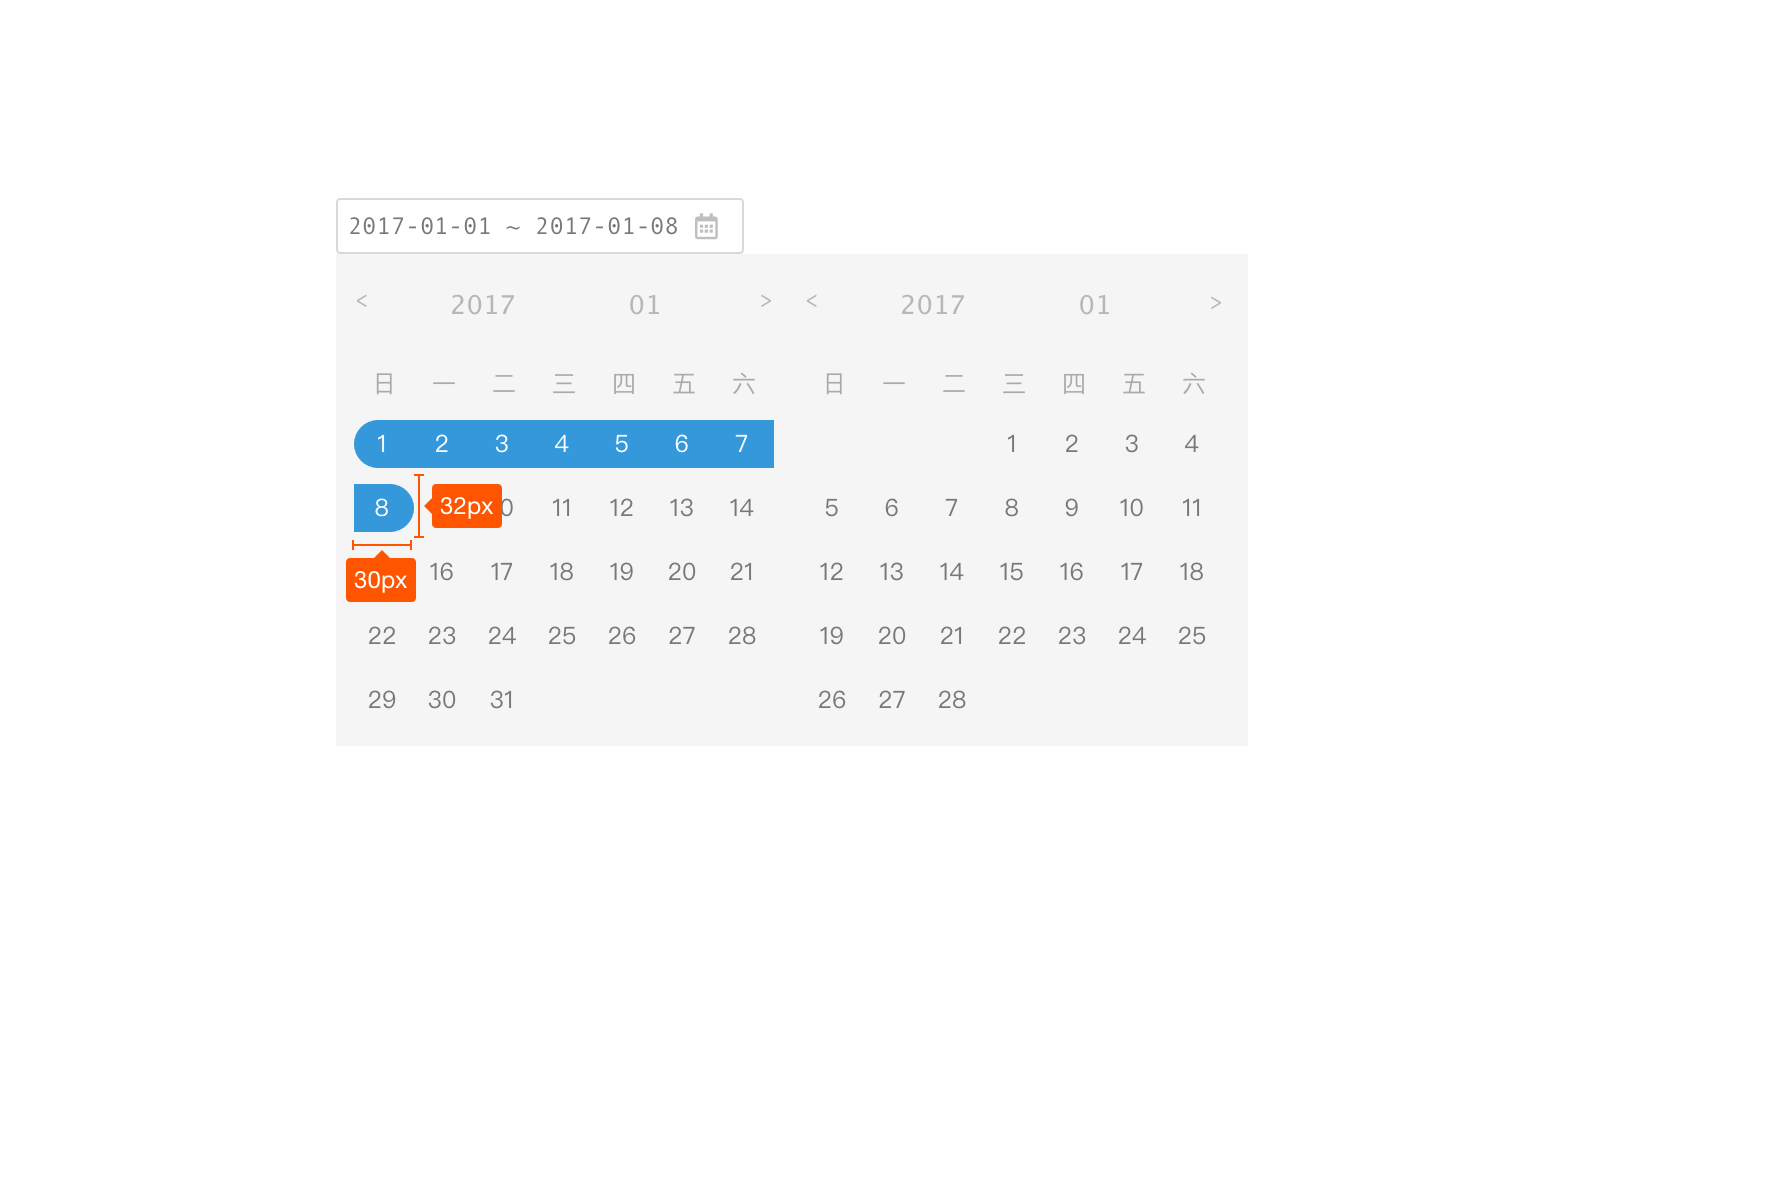 2017-01-01 ~ 2017-01-08
< 2017 01 > < 2017 01 >
日 一 二 三 四 五 六 日 一 二 三 四 五 六
1 2 3 4 5 6 7 1 2 3 4
8 32px 0 11 12 13 14 5 6 7 8 9 10 11
30px 16 17 18 19 20 21 12 13 14 15 16 17 18
22 23 24 25 26 27 28 19 20 21 22 23 24 25
29 30 31 26 27 28